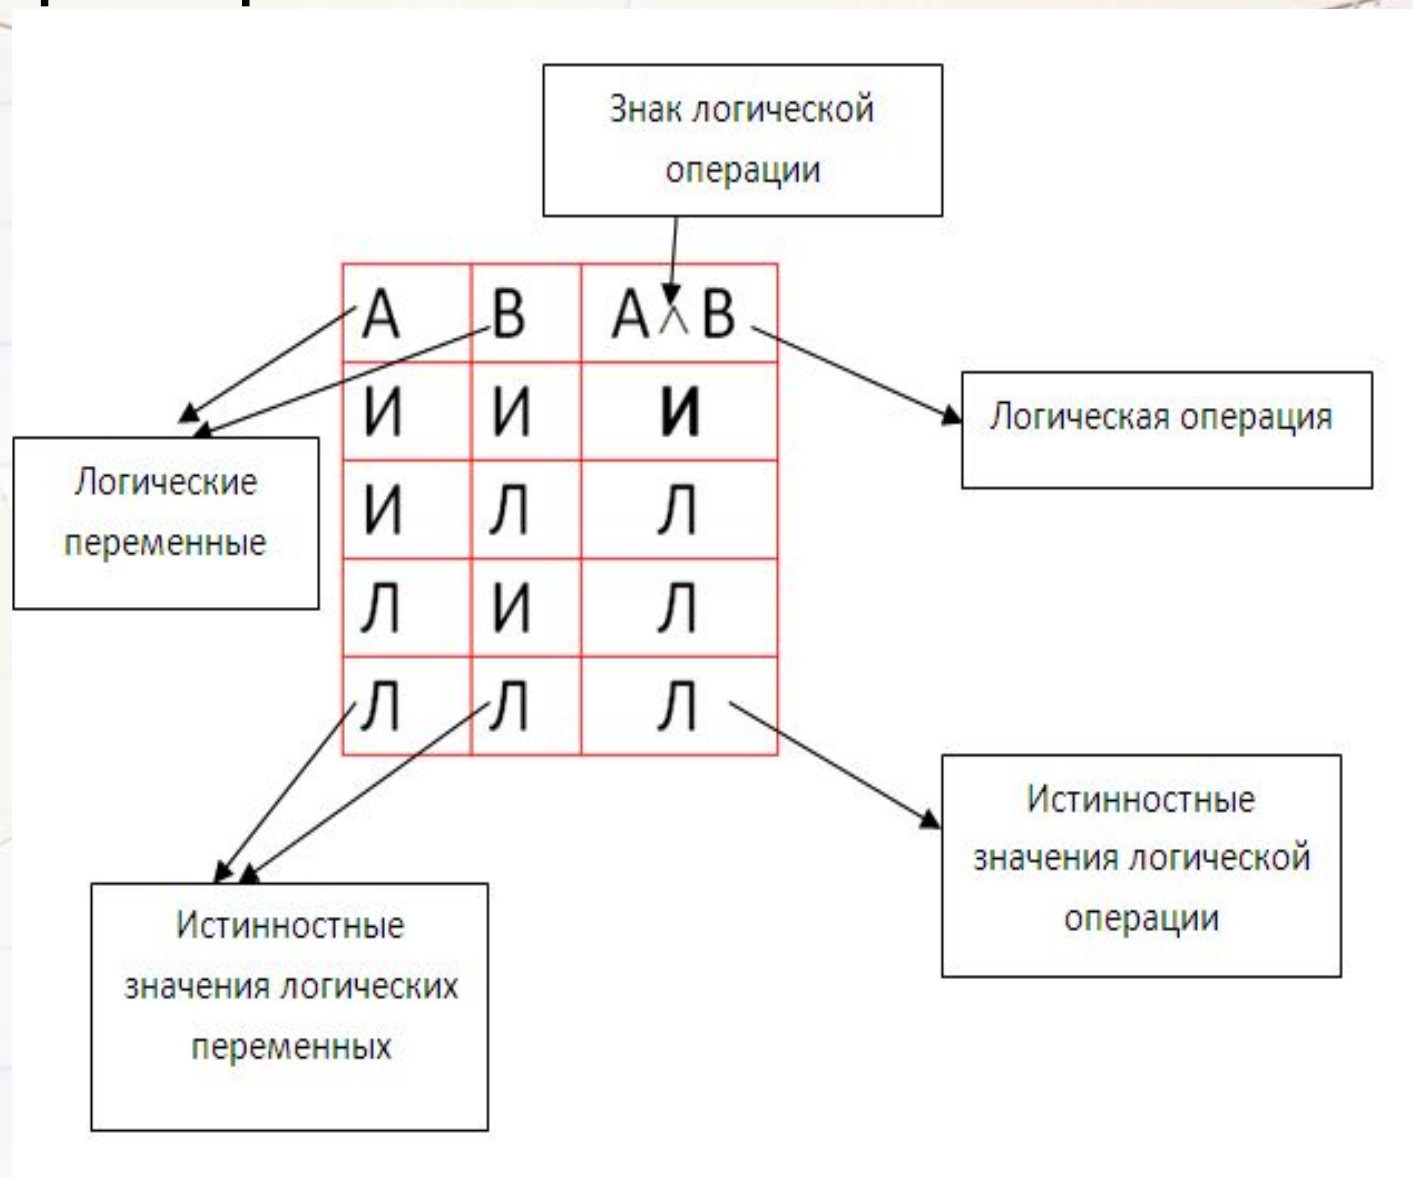 Знак логической
операции
A B A ∧ B
И И И
Логическая операция
Логические
переменные
И Л Л
Л И Л
Л Л Л
Истинностные
значения логической
операции
Истинностные
значения логических
переменных